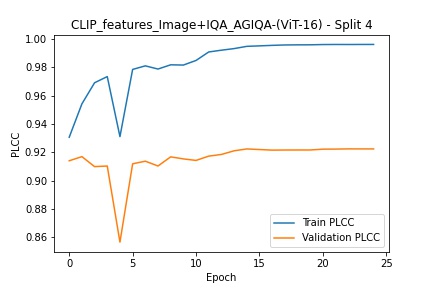 CLIP_features_Image+IQA_AGIQA-(ViT-16) - Split 4
1.00
0.98
0.96
0.94
0.92
0.90
0.88
0.86
PLCC
Train PLCC
Validation PLCC
0 5 10 15 20 25
Epoch